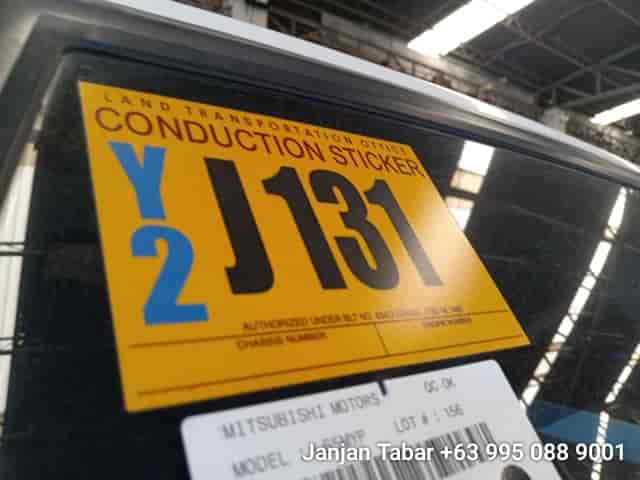 LAND TRANSPORTATION OFFICE
CONDUCTION STICKER
Y2
J131
AUTHORIZED UNDER BLT NO.
CHASSIS NUMBER
ENGINE NUMBER
MITSUBISHI MOTORS
QC OK
MODEL
LOT # : 156
Janjan Tabar +63 995 088 9001